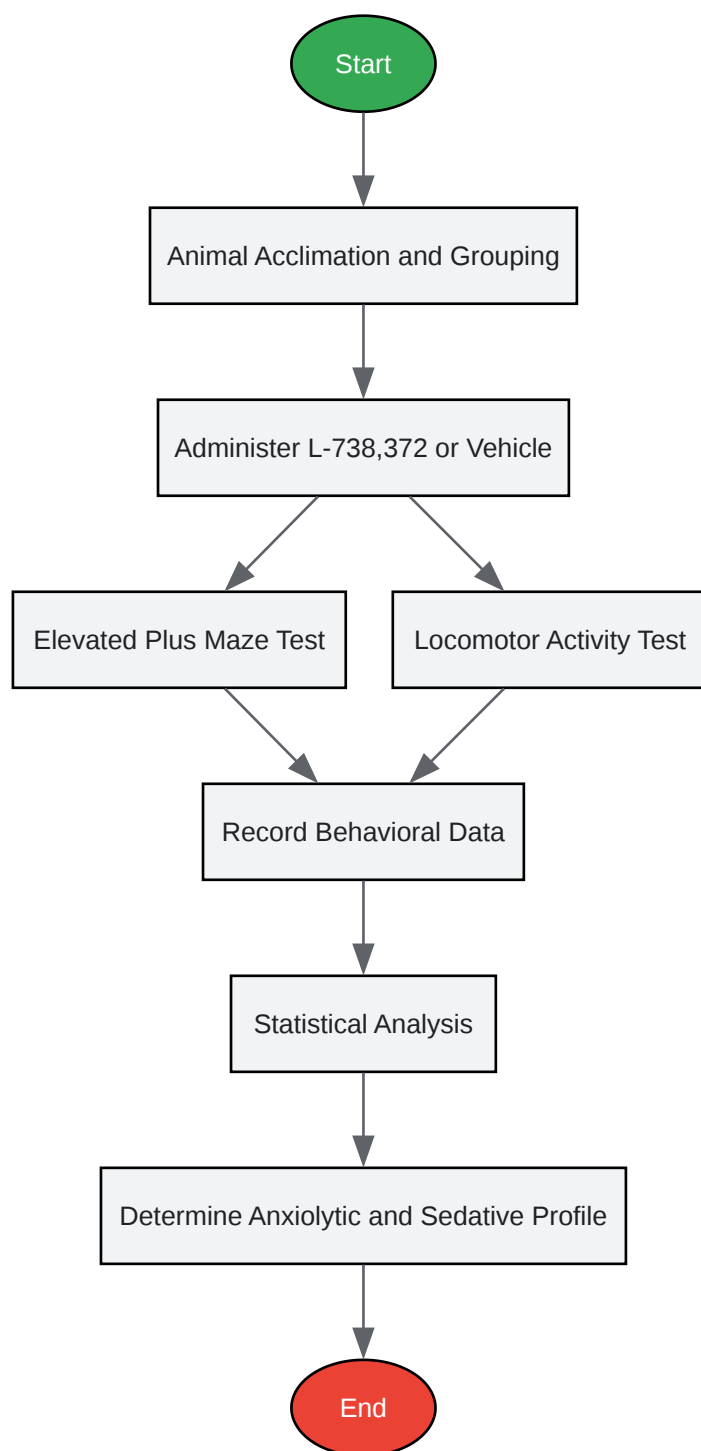 Start
Animal Acclimation and Grouping
Administer L-738,372 or Vehicle
Elevated Plus Maze Test
Locomotor Activity Test
Record Behavioral Data
Statistical Analysis
Determine Anxiolytic and Sedative Profile
End